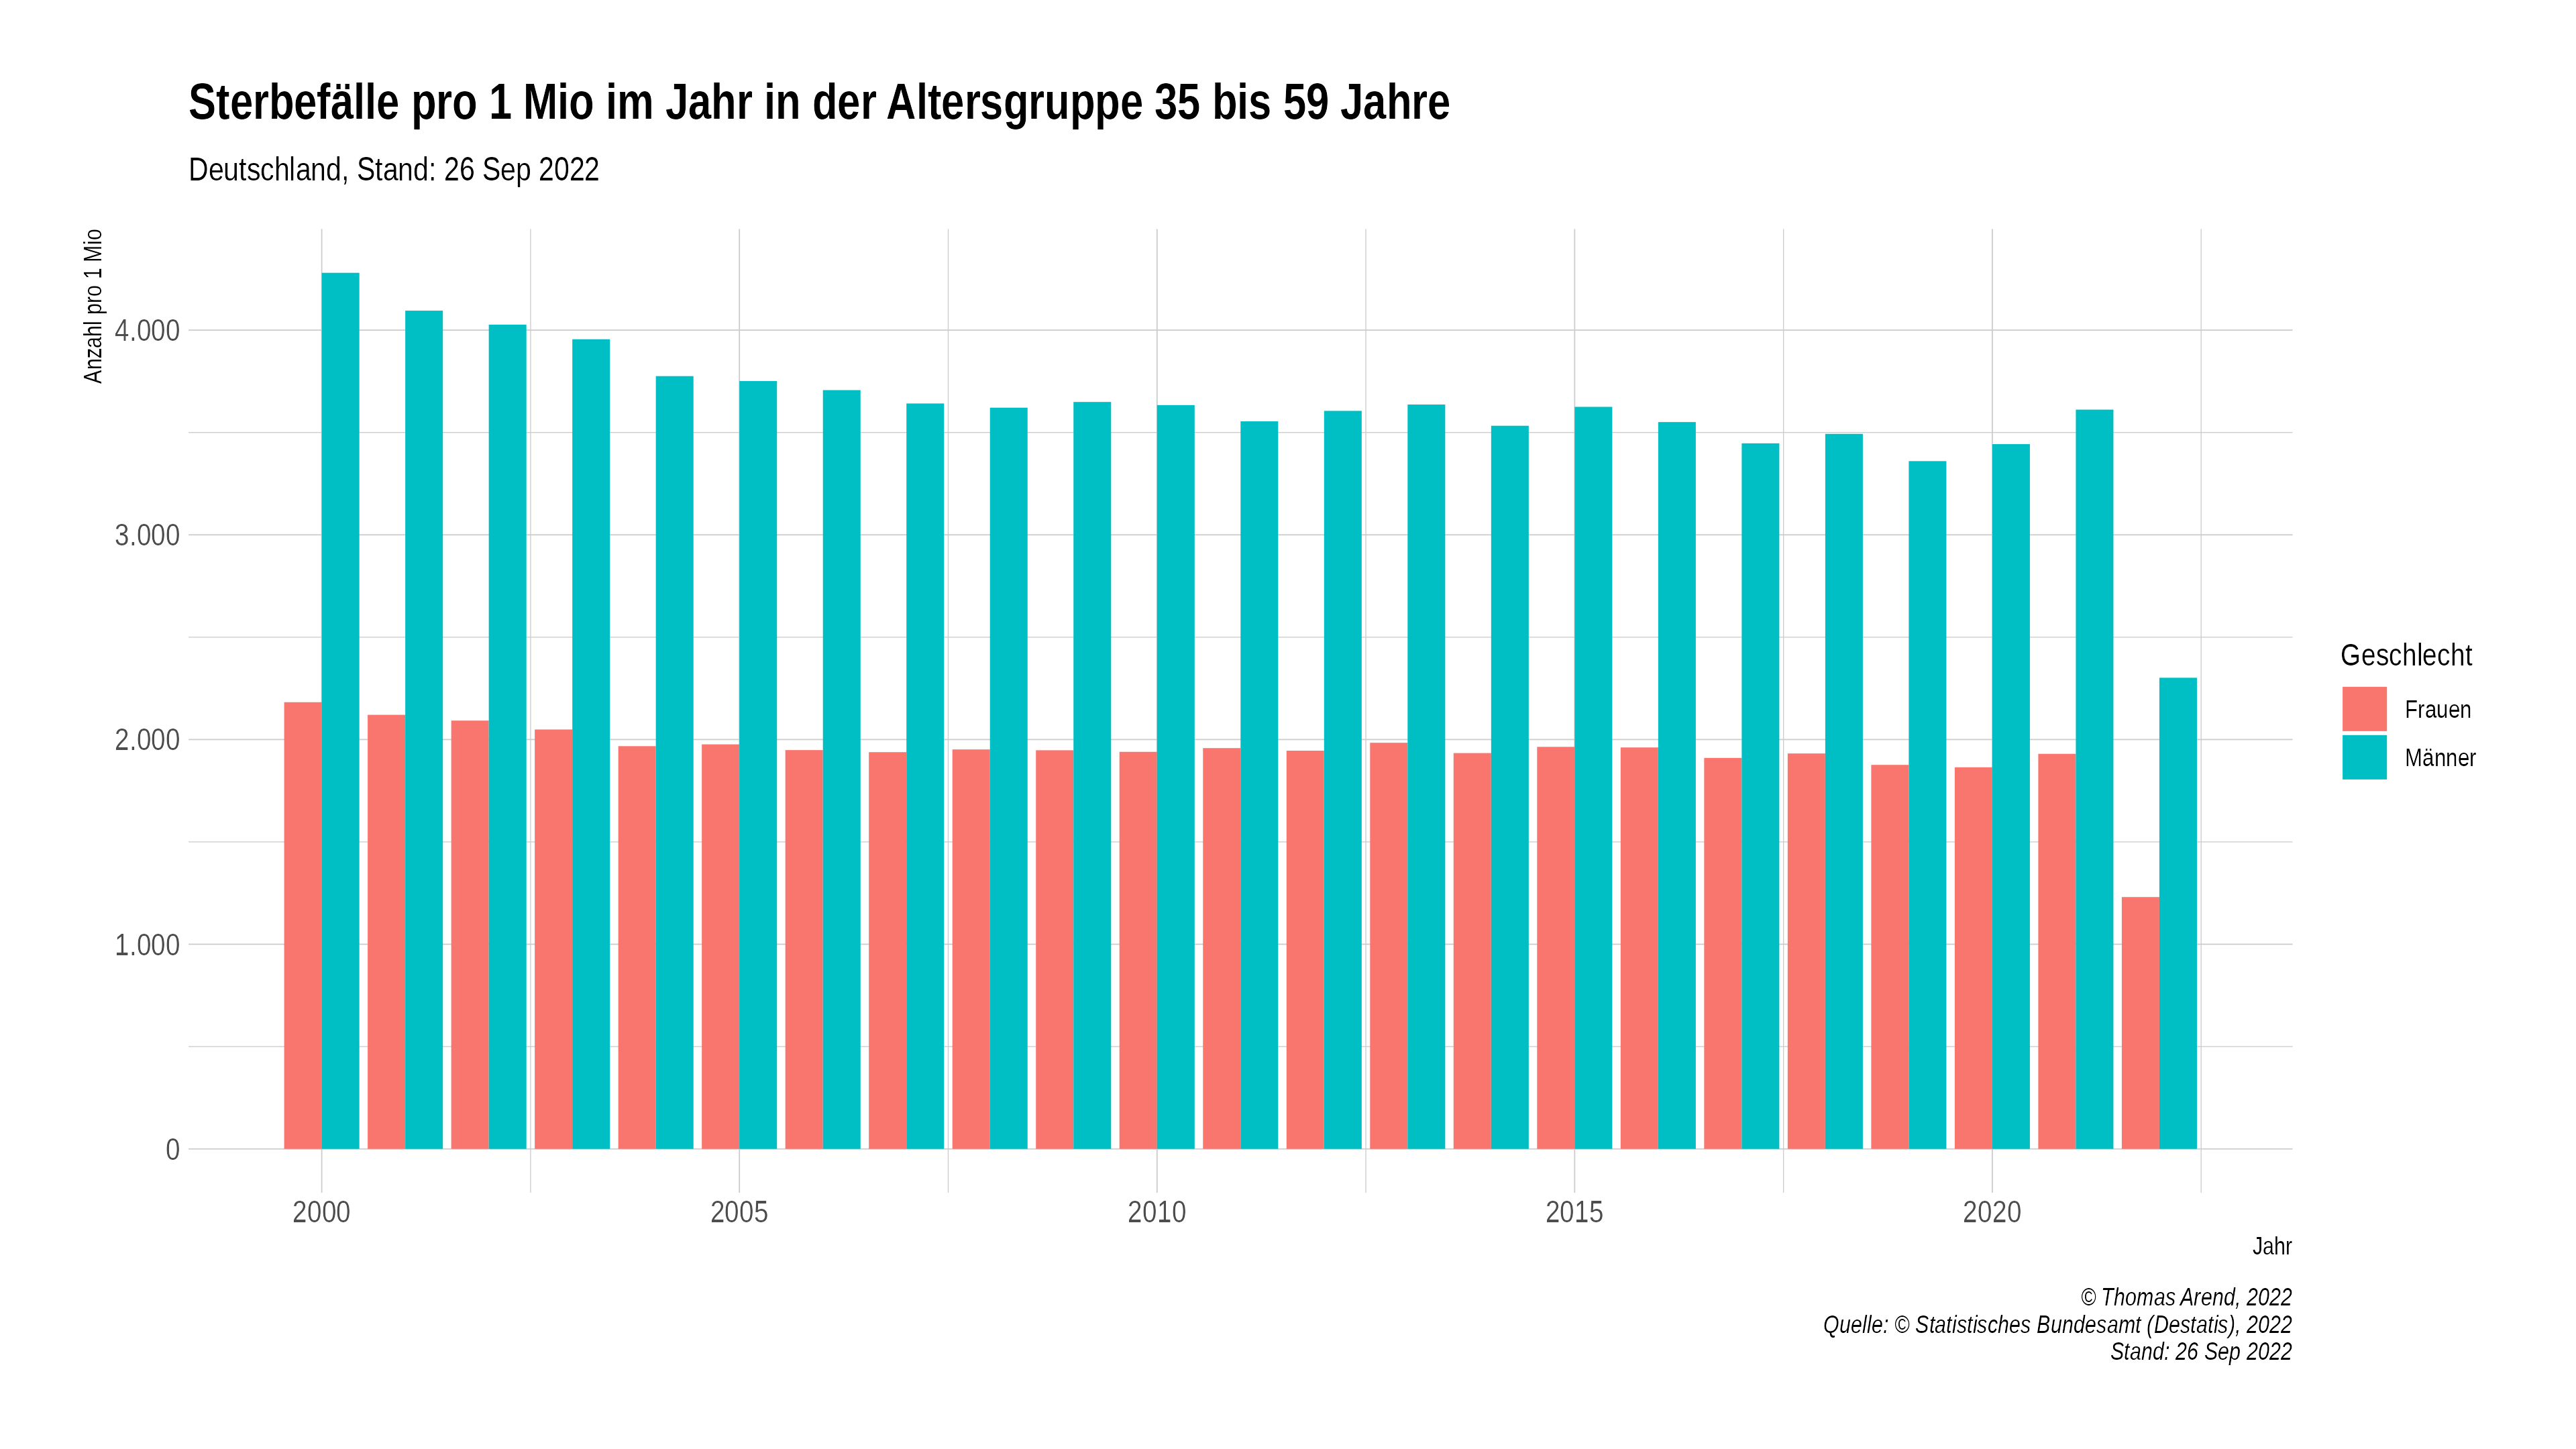 Sterbefälle pro 1 Mio im Jahr in der Altersgruppe 35 bis 59 Jahre
Deutschland, Stand: 26 Sep 2022
Anzahl pro 1 Mio
4.000
3.000
2.000
1.000
0
2000
2005
2010
2015
2020
Jahr
Geschlecht
Frauen
Männer
© Thomas Arend, 2022
Quelle: © Statistisches Bundesamt (Destatis), 2022
Stand: 26 Sep 2022